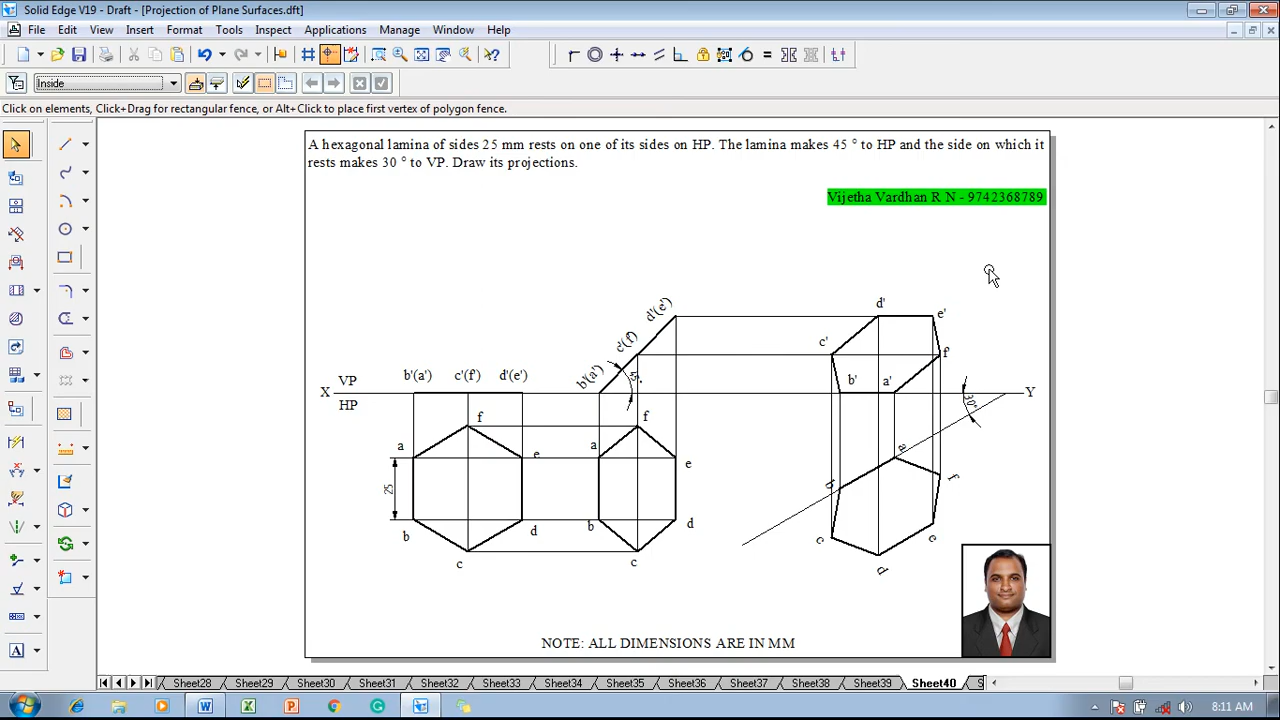 Solid Edge V19 - Draft - [Projection of Plane Surfaces.dft]
File Edit View Insert Format Tools Inspect Applications Manage Window Help
Inside
Click on elements, Click+Drag for rectangular fence, or Alt+Click to place first vertex of polygon fence.
A hexagonal lamina of sides 25 mm rests on one of its sides on HP. The lamina makes 45 ° to HP and the side on which it
rests makes 30 ° to VP. Draw its projections.
Vijetha Vardhan R N - 9742368789
d'(e') d' e'
c'(f') c' f'
X VP b'(a') c'(f') d'(e') b'(a') 45° b' a' Y
HP 30°
f f
a e a e a
25 b f
b d b d
c c c d e
NOTE: ALL DIMENSIONS ARE IN MM
Sheet28 Sheet29 Sheet30 Sheet31 Sheet32 Sheet33 Sheet34 Sheet35 Sheet36 Sheet37 Sheet38 Sheet39 Sheet40 S
8:11 AM